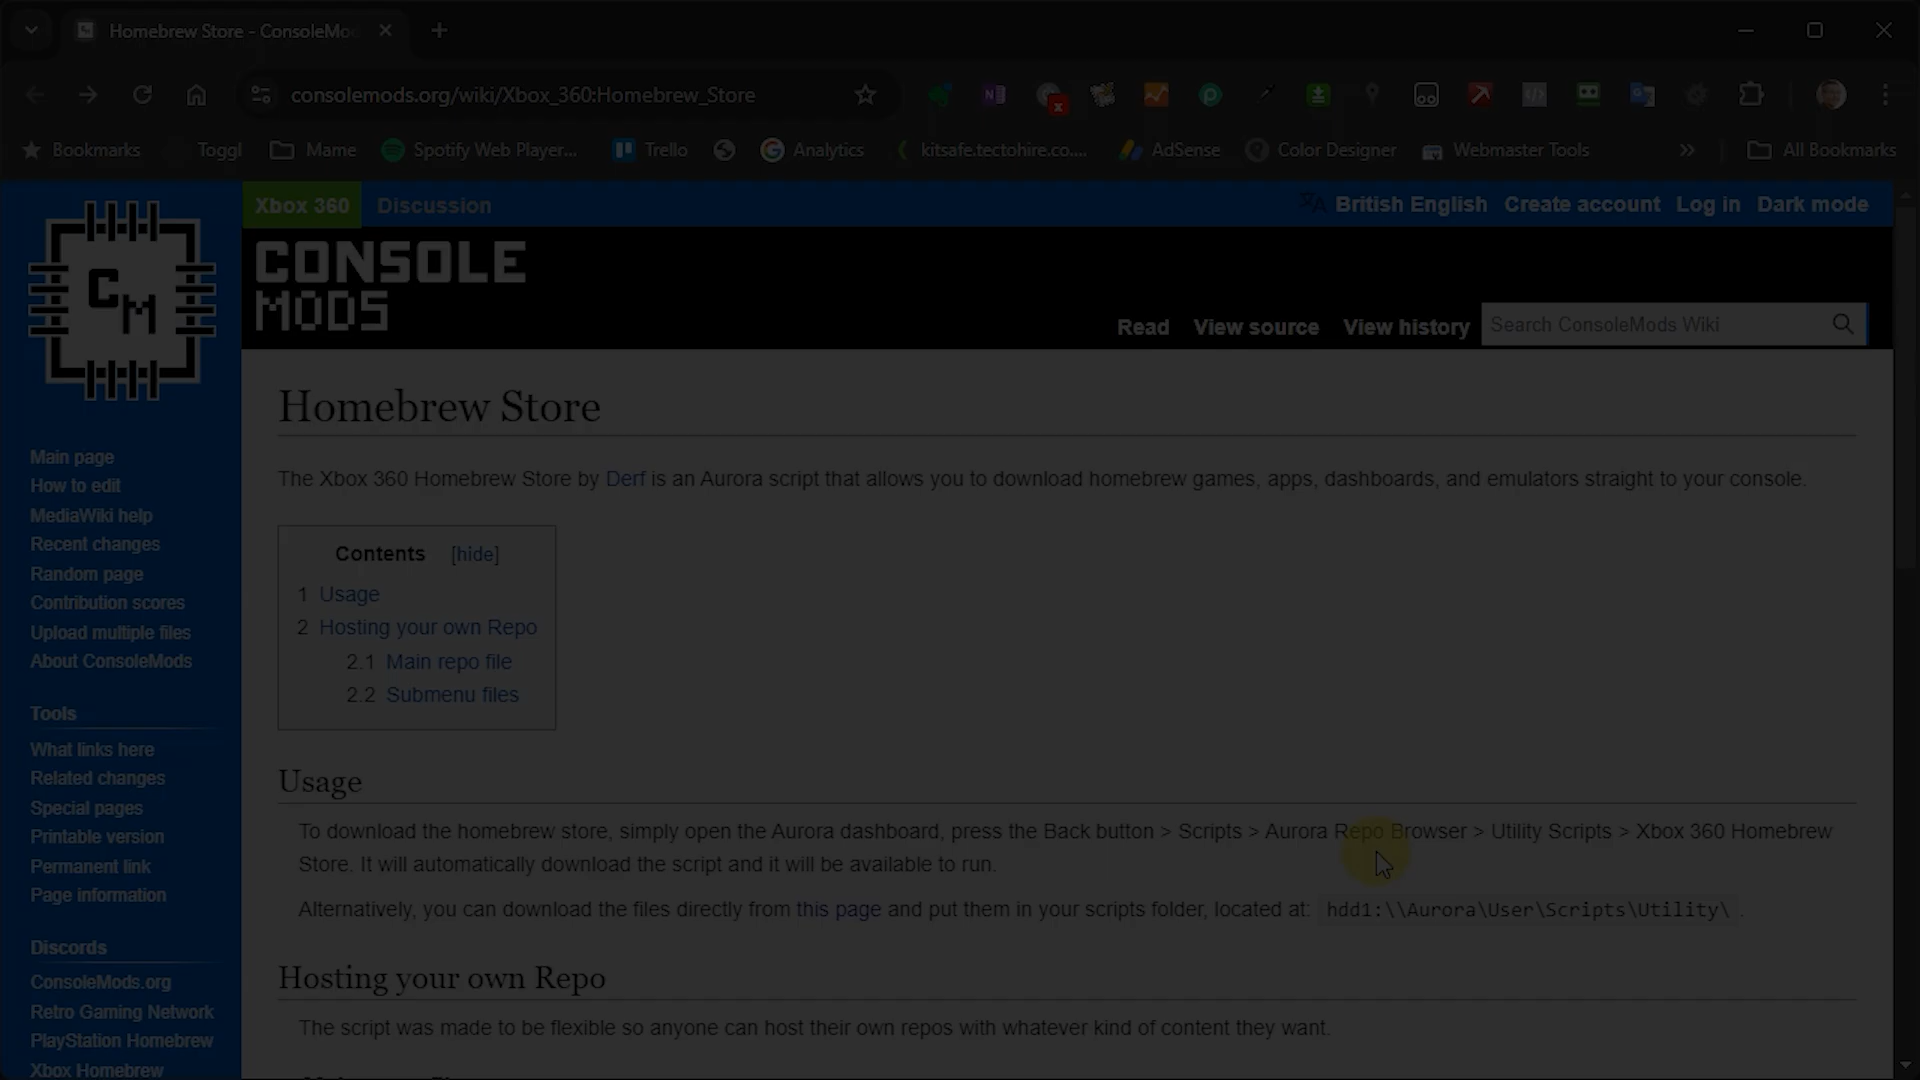 Homebrew Store - ConsoleMo
consolemods.org/wiki/Xbox_360:Homebrew_Store
Bookmarks Toggl Mame Spotify Web Player... Trello Analytics kitsafe.tectohire.co.... AdSense Color Designer Webmaster Tools » All Bookmarks
Xbox 360 Discussion British English Create account Log in Dark mode
CM
CONSOLE
MODS
Read View source View history Search ConsoleMods Wiki
Homebrew Store
The Xbox 360 Homebrew Store by Derf is an Aurora script that allows you to download homebrew games, apps, dashboards, and emulators straight to your console.
Contents [hide]
1 Usage
2 Hosting your own Repo
2.1 Main repo file
2.2 Submenu files
Usage
To download the homebrew store, simply open the Aurora dashboard, press the Back button > Scripts > Aurora Repo Browser > Utility Scripts > Xbox 360 Homebrew
Store. It will automatically download the script and it will be available to run.
Alternatively, you can download the files directly from this page and put them in your scripts folder, located at: hdd1:\\Aurora\User\Scripts\Utility\ .
Hosting your own Repo
The script was made to be flexible so anyone can host their own repos with whatever kind of content they want.
Main page
How to edit
MediaWiki help
Recent changes
Random page
Contribution scores
Upload multiple files
About ConsoleMods
Tools
What links here
Related changes
Special pages
Printable version
Permanent link
Page information
Discords
ConsoleMods.org
Retro Gaming Network
PlayStation Homebrew
Xbox Homebrew